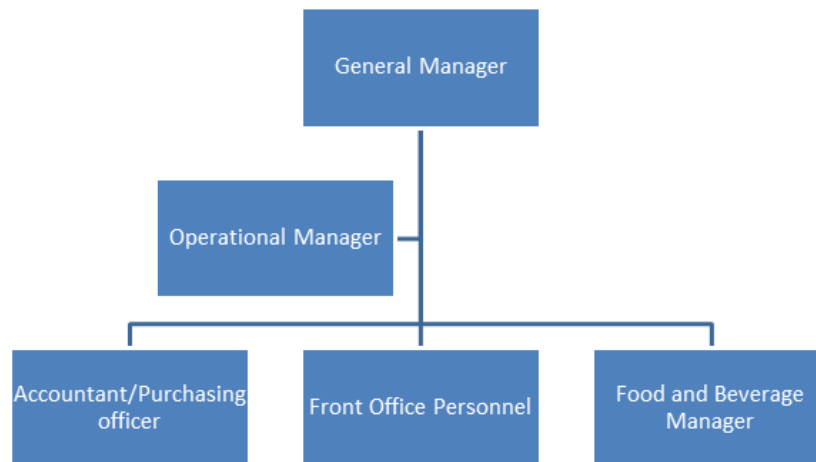 General Manager
Operational Manager
Accountant/Purchasing
officer
Front Office Personnel
Food and Beverage
Manager